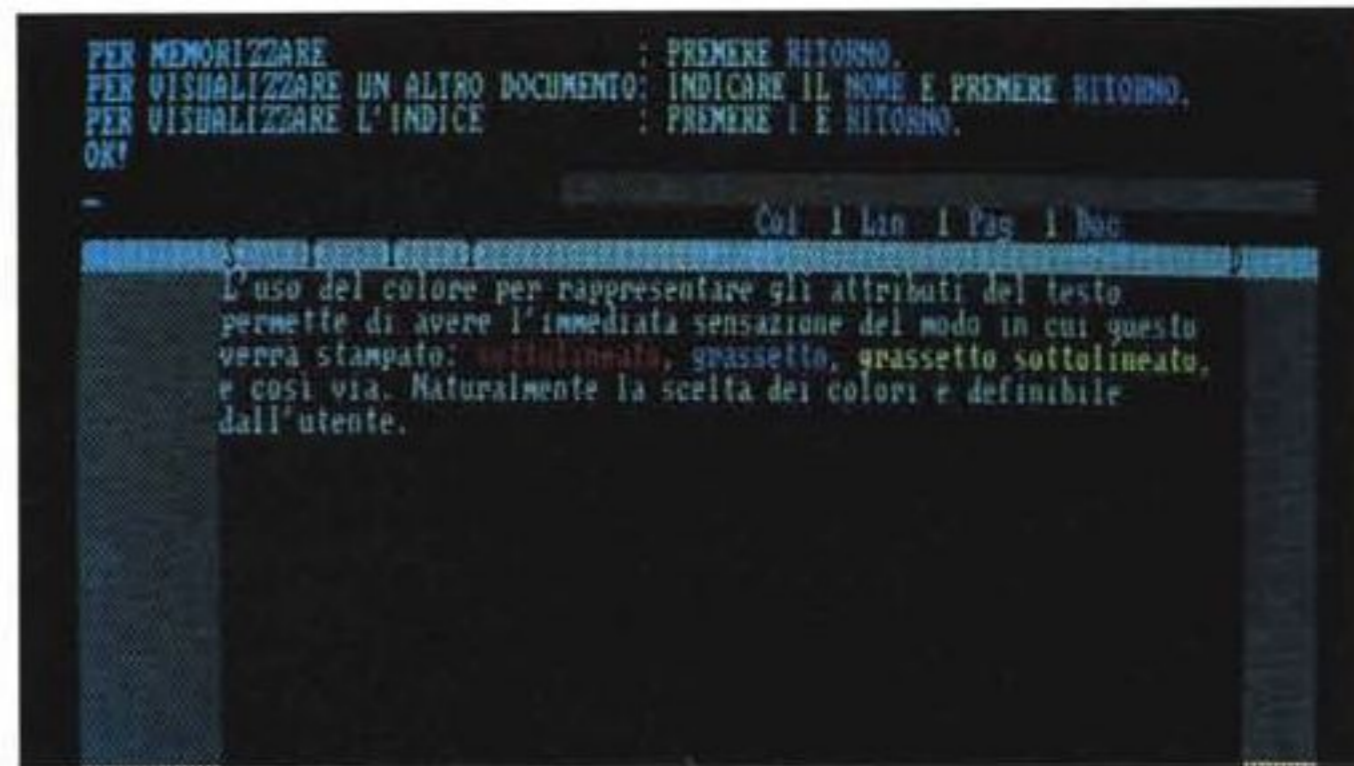 PER MEMORIZZARE : PREMERE RITORNO.
PER VISUALIZZARE UN ALTRO DOCUMENTO: INDICARE IL NOME E PREMERE RITORNO.
PER VISUALIZZARE L'INDICE : PREMERE I E RITORNO.
OK!
Col 1 Lin 1 Pag 1 Doc
L'uso del colore per rappresentare gli attributi del testo
permette di avere l'immediata sensazione del modo in cui questo
verrà stampato: sottolineato, grassetto, grassetto sottolineato,
e così via. Naturalmente la scelta dei colori è definibile
dall'utente.